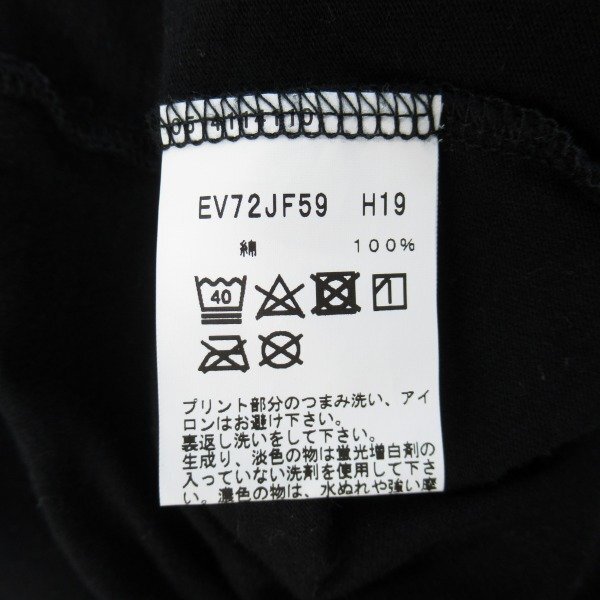 EV72JF59 H19
綿 100%
40
プリント部分のつまみ洗い、アイ
ロンはお避け下さい。
裏返し洗いをして下さい。
生成り、淡色の物は蛍光増白剤の
入っていない洗剤を使用して下さ
い。濃色の物は、水ぬれや強い摩